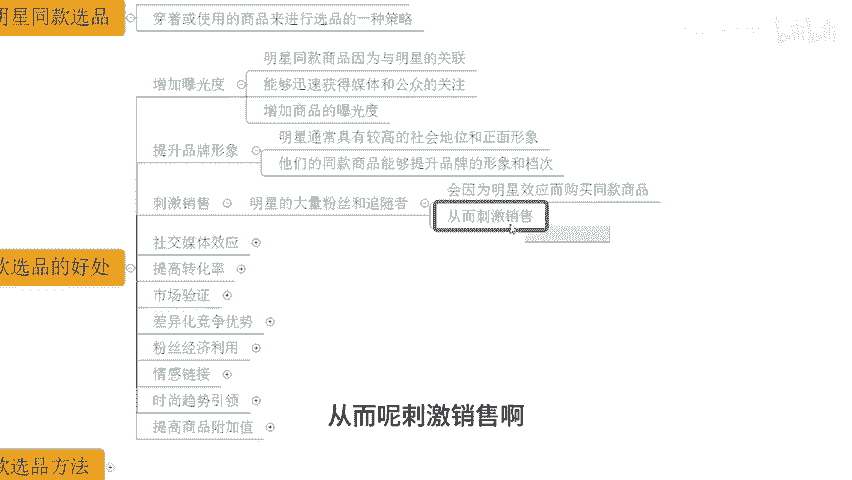 明星同款选品
穿着或使用的商品来进行选品的一种策略
明星同款商品因为与明星的关联
增加曝光度
能够迅速获得媒体和公众的关注
增加商品的曝光度
明星通常具有较高的社会地位和正面形象
提升品牌形象
他们的同款商品能够提升品牌的形象和档次
会因为明星效应而购买同款商品
刺激销售
明星的大量粉丝和追随者
从而刺激销售
社交媒体效应
款选品的好处
提高转化率
市场验证
差异化竞争优势
粉丝经济利用
情感链接
时尚趋势引领
提高商品附加值
从而呢刺激销售啊
款选品方法
bilibili